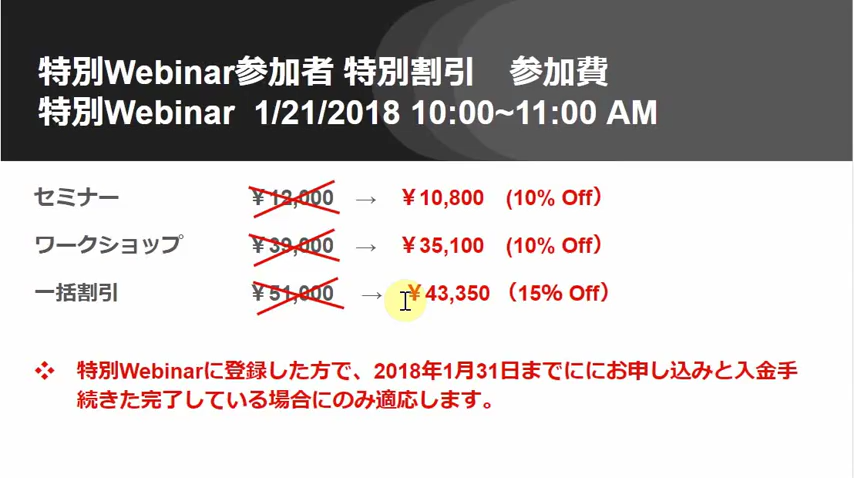 特別Webinar参加者 特別割引　参加費
特別Webinar 1/21/2018 10:00~11:00 AM
セミナー ￥12,000 → ￥10,800 (10% Off）
ワークショップ ￥39,000 → ￥35,100 (10% Off）
一括割引 ￥51,000 → ￥43,350 （15% Off）
❖ 特別Webinarに登録した方で、2018年1月31日までににお申し込みと入金手
続きた完了している場合にのみ適応します。